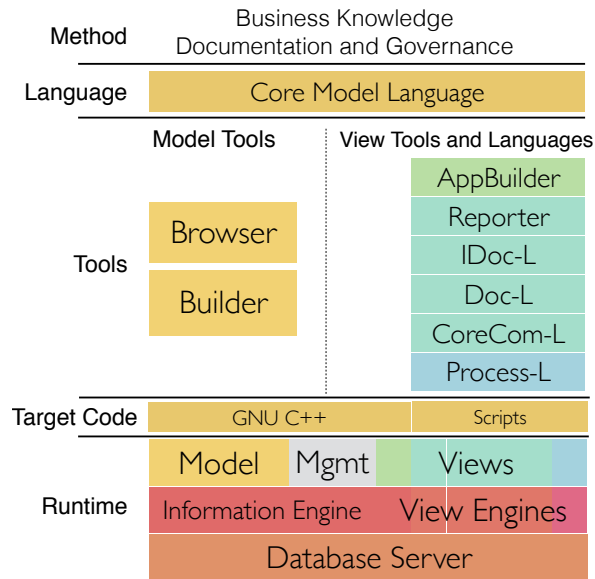 Method
Business Knowledge
Documentation and Governance
Language
Core Model Language
Model Tools
View Tools and Languages
Tools
Browser
Builder
AppBuilder
Reporter
IDoc-L
Doc-L
CoreCom-L
Process-L
Target Code
GNU C++
Scripts
Runtime
Model
Mgmt
Views
Information Engine
View Engines
Database Server